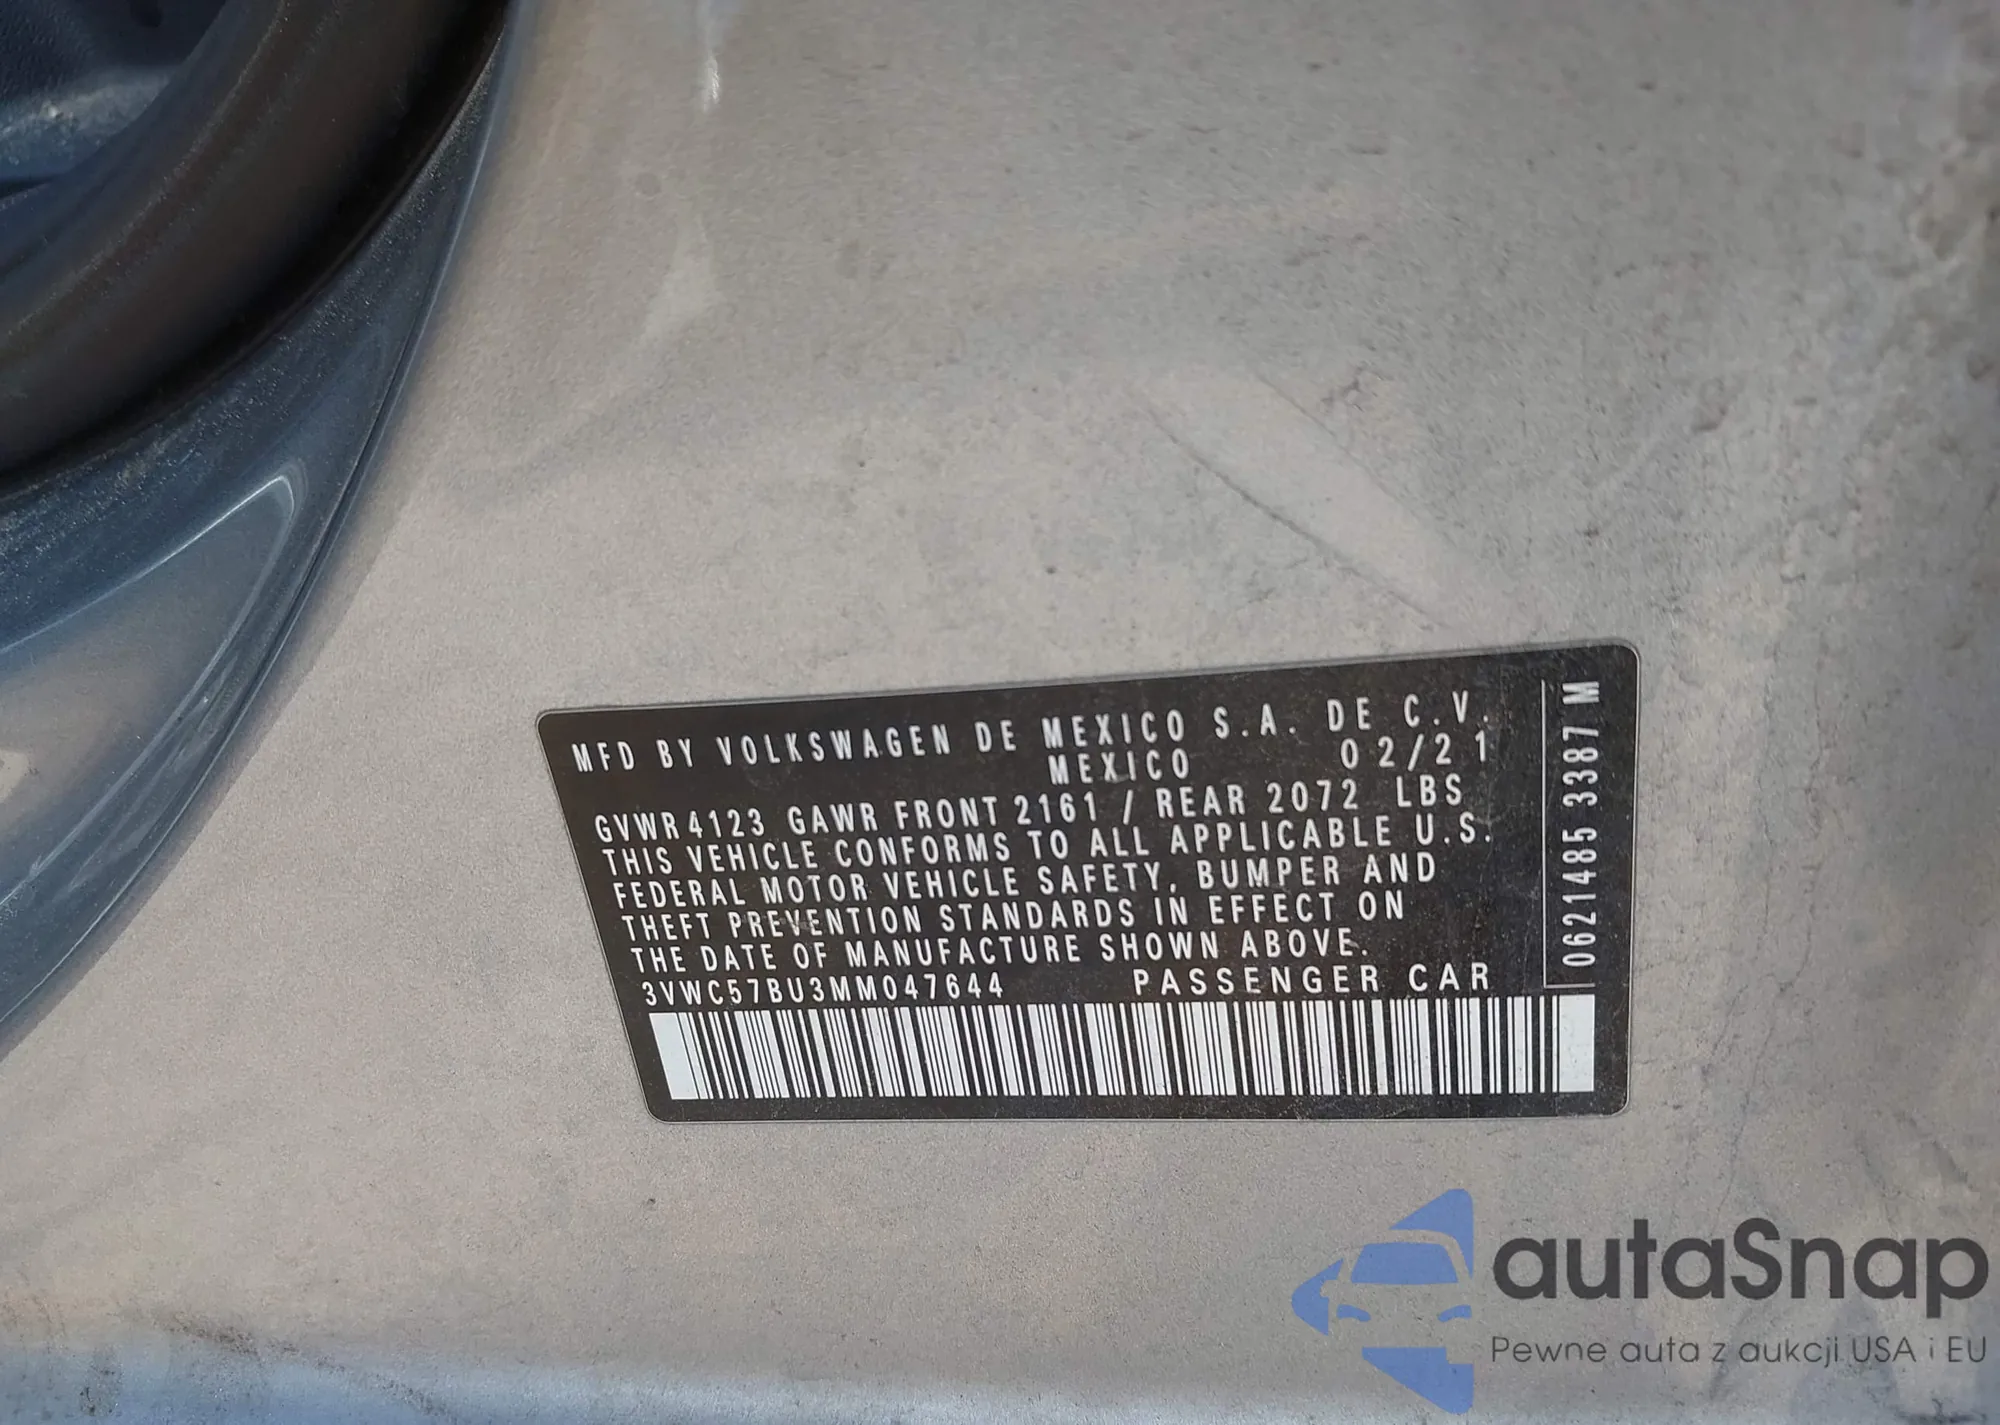 MFD BY VOLKSWAGEN DE MEXICO S.A. DE C.V.
MEXICO 02/21
GVWR 4123 GAWR FRONT 2161 / REAR 2072 LBS
THIS VEHICLE CONFORMS TO ALL APPLICABLE U.S.
FEDERAL MOTOR VEHICLE SAFETY, BUMPER AND
THEFT PREVENTION STANDARDS IN EFFECT ON
THE DATE OF MANUFACTURE SHOWN ABOVE.
3VWC57BU3MM047644 PASSENGER CAR
0621485 3387 M
autaSnap
Pewne auta z aukcji USA i EU